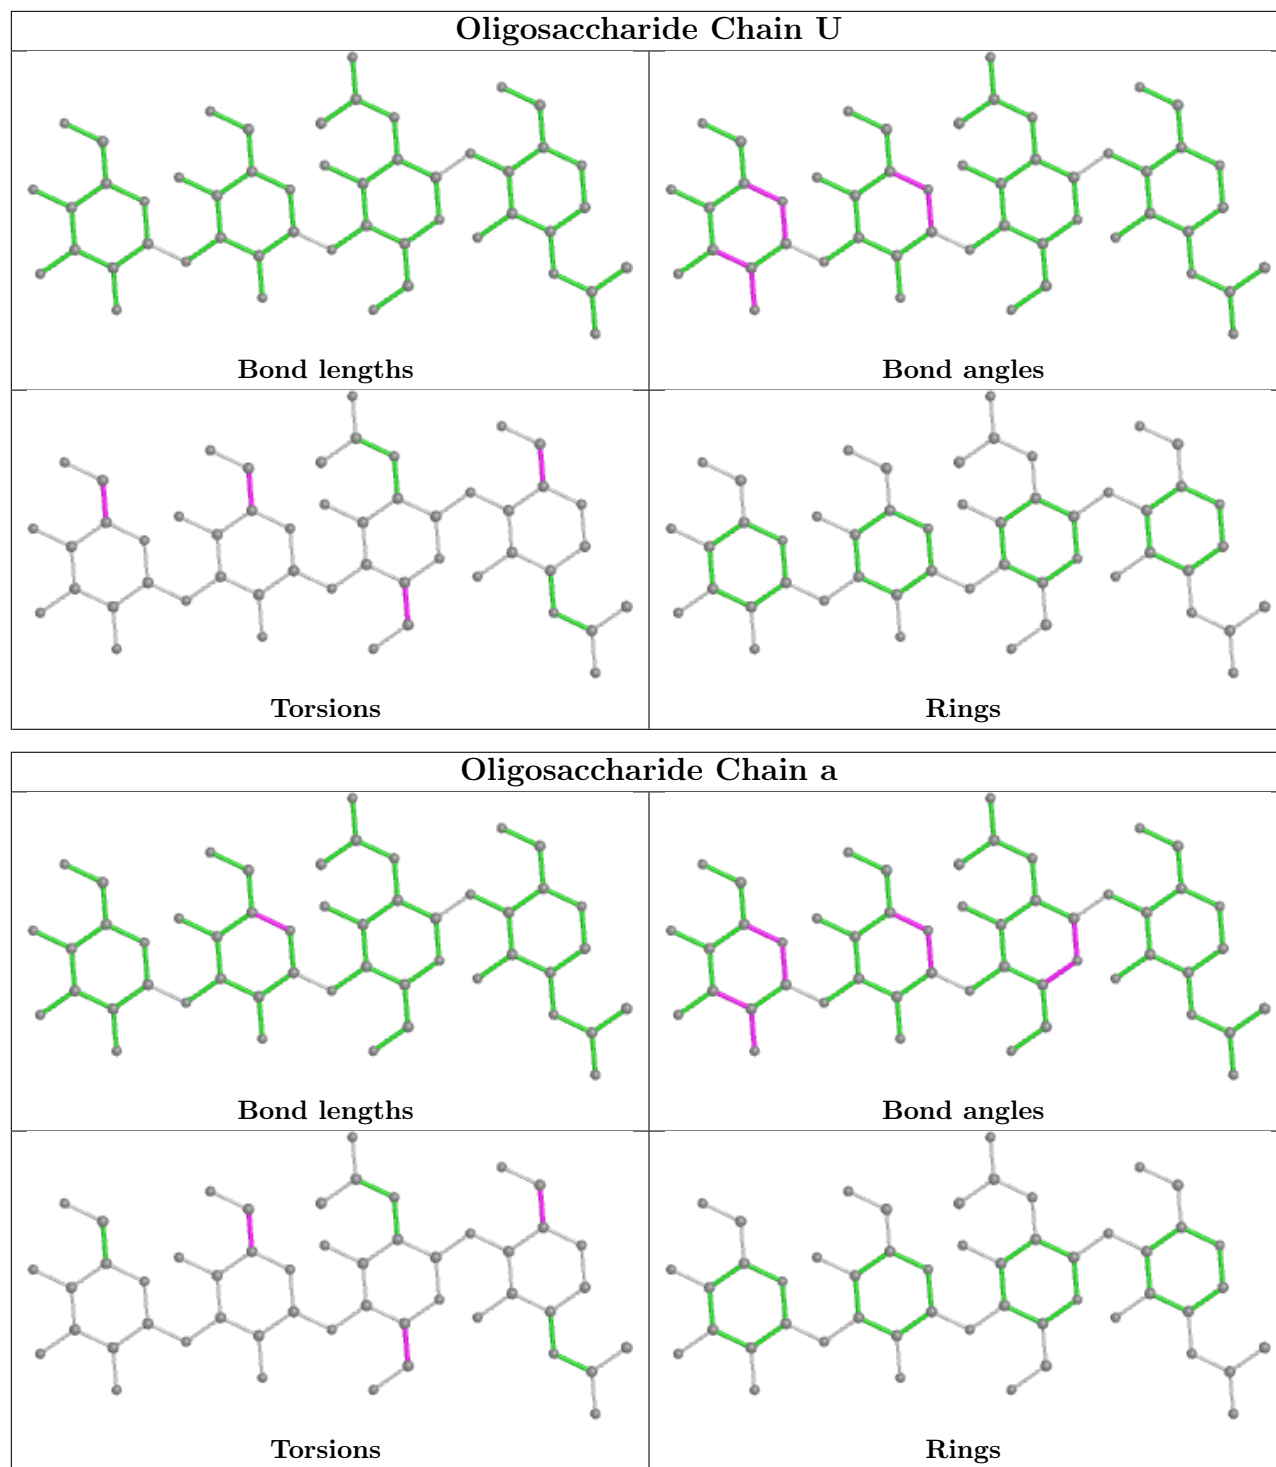 Oligosaccharide Chain U
Bond lengths
Bond angles
Torsions
Rings
Oligosaccharide Chain a
Bond lengths
Bond angles
Torsions
Rings